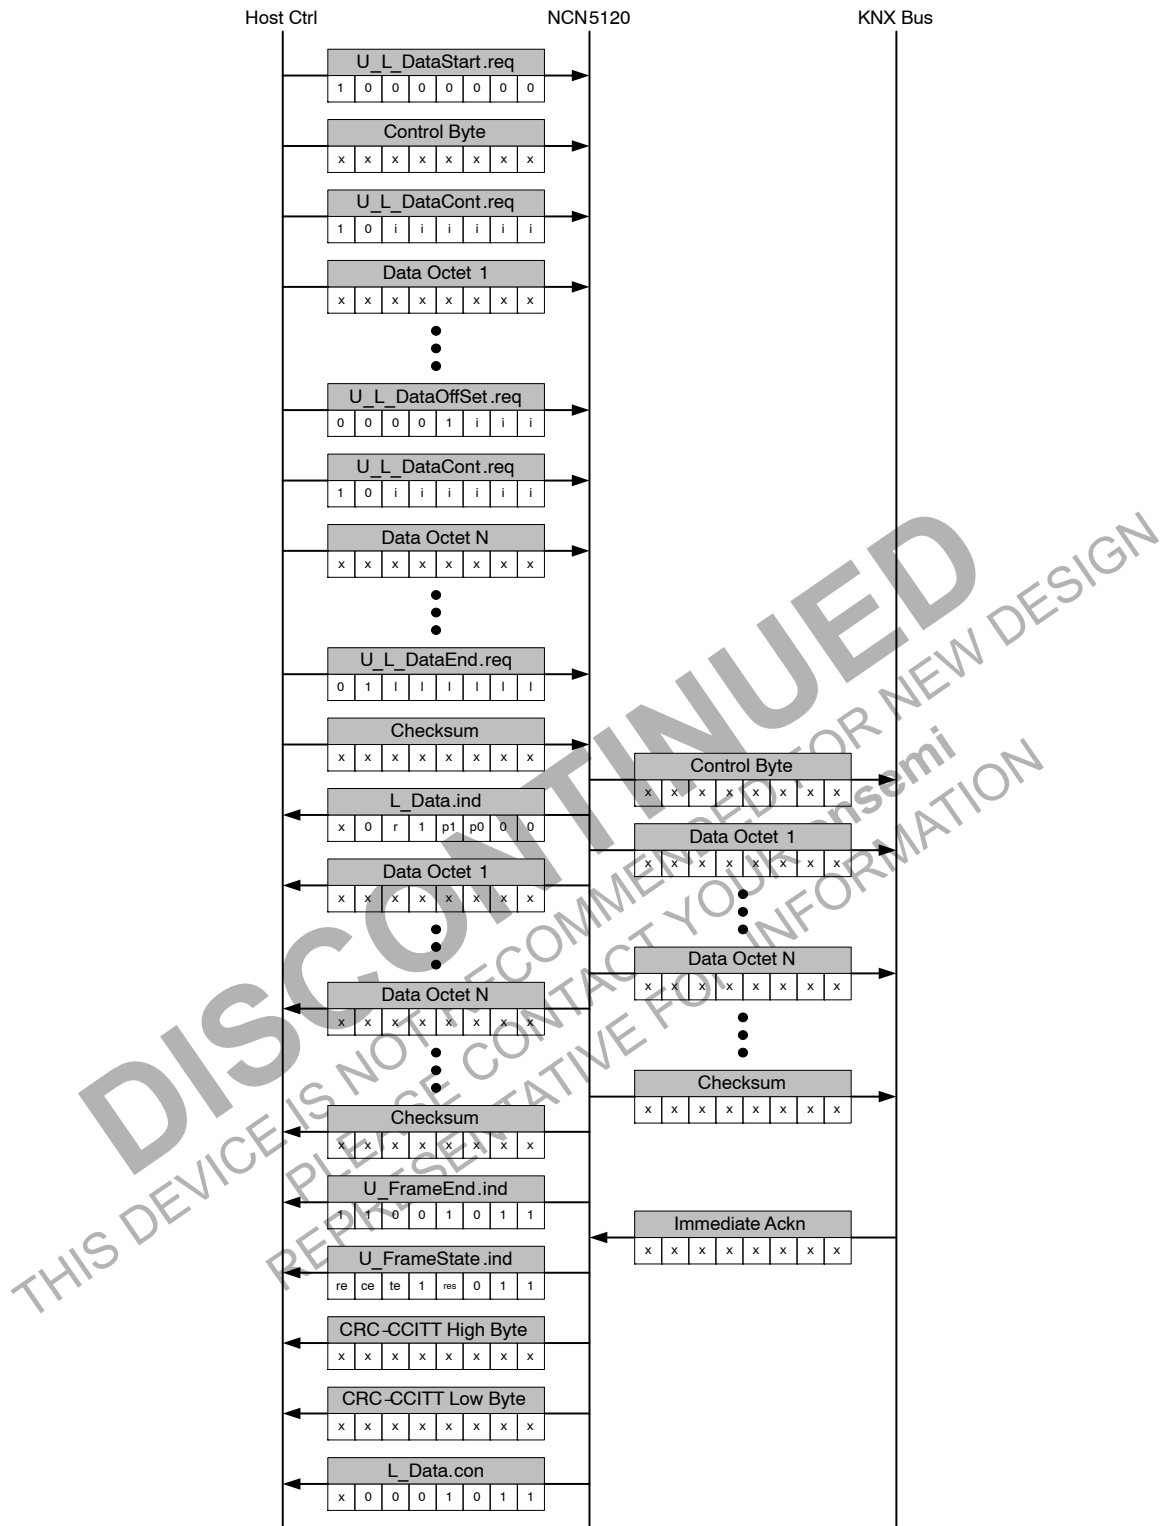 Host Ctrl NCN5120 KNX Bus
U_L_DataStart.req
1 0 0 0 0 0 0 0
Control Byte
x x x x x x x x
U_L_DataCont.req
1 0 i i i i i i
Data Octet 1
x x x x x x x x
U_L_DataOffSet.req
0 0 0 0 1 i i i
U_L_DataCont.req
1 0 i i i i i i
Data Octet N
x x x x x x x x
U_L_DataEnd.req
0 1 l l l l l l
Checksum
x x x x x x x x
Control Byte
x x x x x x x x
L_Data.ind
x 0 r 1 p1 p0 0 0
Data Octet 1
x x x x x x x x
Data Octet 1
x x x x x x x x
Data Octet N
x x x x x x x x
Data Octet N
x x x x x x x x
Checksum
x x x x x x x x
Checksum
x x x x x x x x
U_FrameEnd.ind
1 1 0 0 1 0 1 1
Immediate Ackn
x x x x x x x x
U_FrameState.ind
re ce te 1 res 0 1 1
CRC-CCITT High Byte
x x x x x x x x
CRC-CCITT Low Byte
x x x x x x x x
L_Data.con
x 0 0 0 1 0 1 1
DISCONTINUED
THIS DEVICE IS NOT RECOMMENDED FOR NEW DESIGN
PLEASE CONTACT YOUR onsemi
REPRESENTATIVE FOR INFORMATION